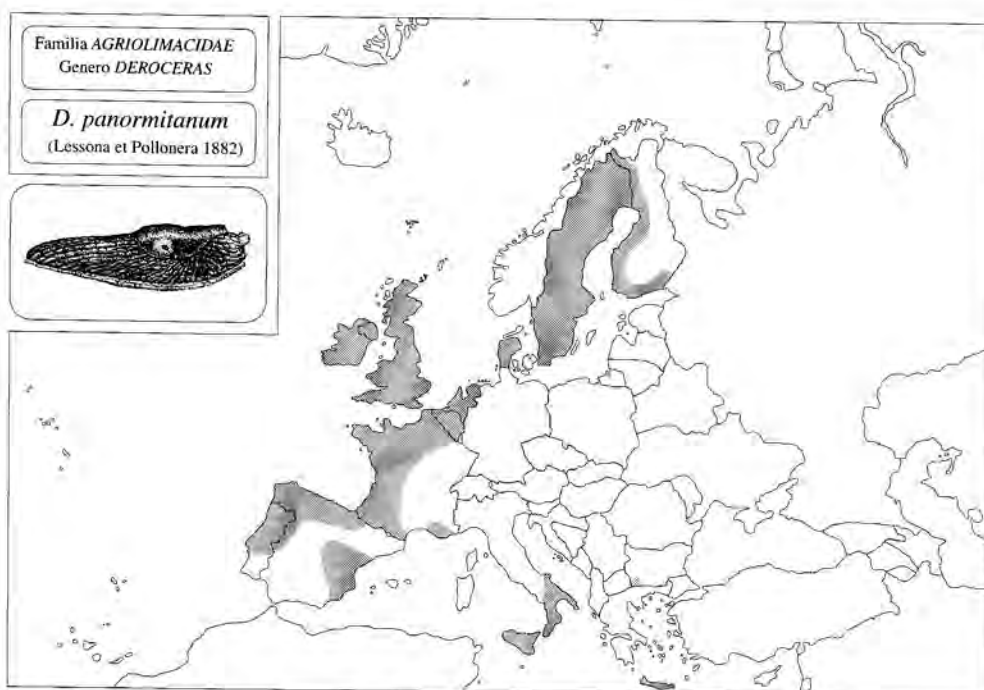 Familia AGRIOLIMACIDAE
Genero DEROCERAS
D. panormitanum
(Lessona et Pollonera 1882)